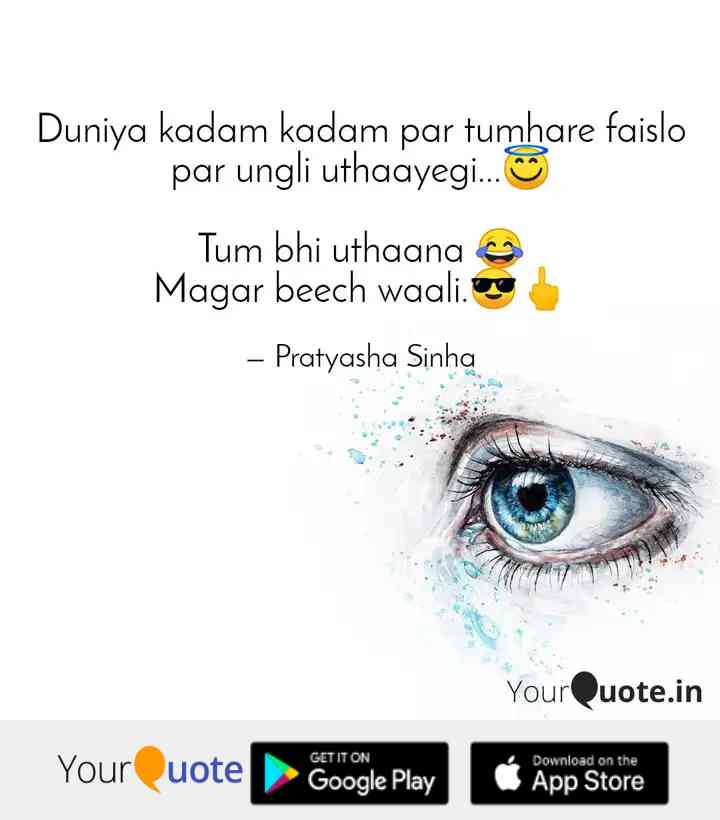 Duniya kadam kadam par tumhare faislo
par ungli uthaayegi...😇
Tum bhi uthaana 😂
Magar beech waali.😎🖕
– Pratyasha Sinha
YourQuote.in
YourQuote
GET IT ON
Google Play
Download on the
App Store